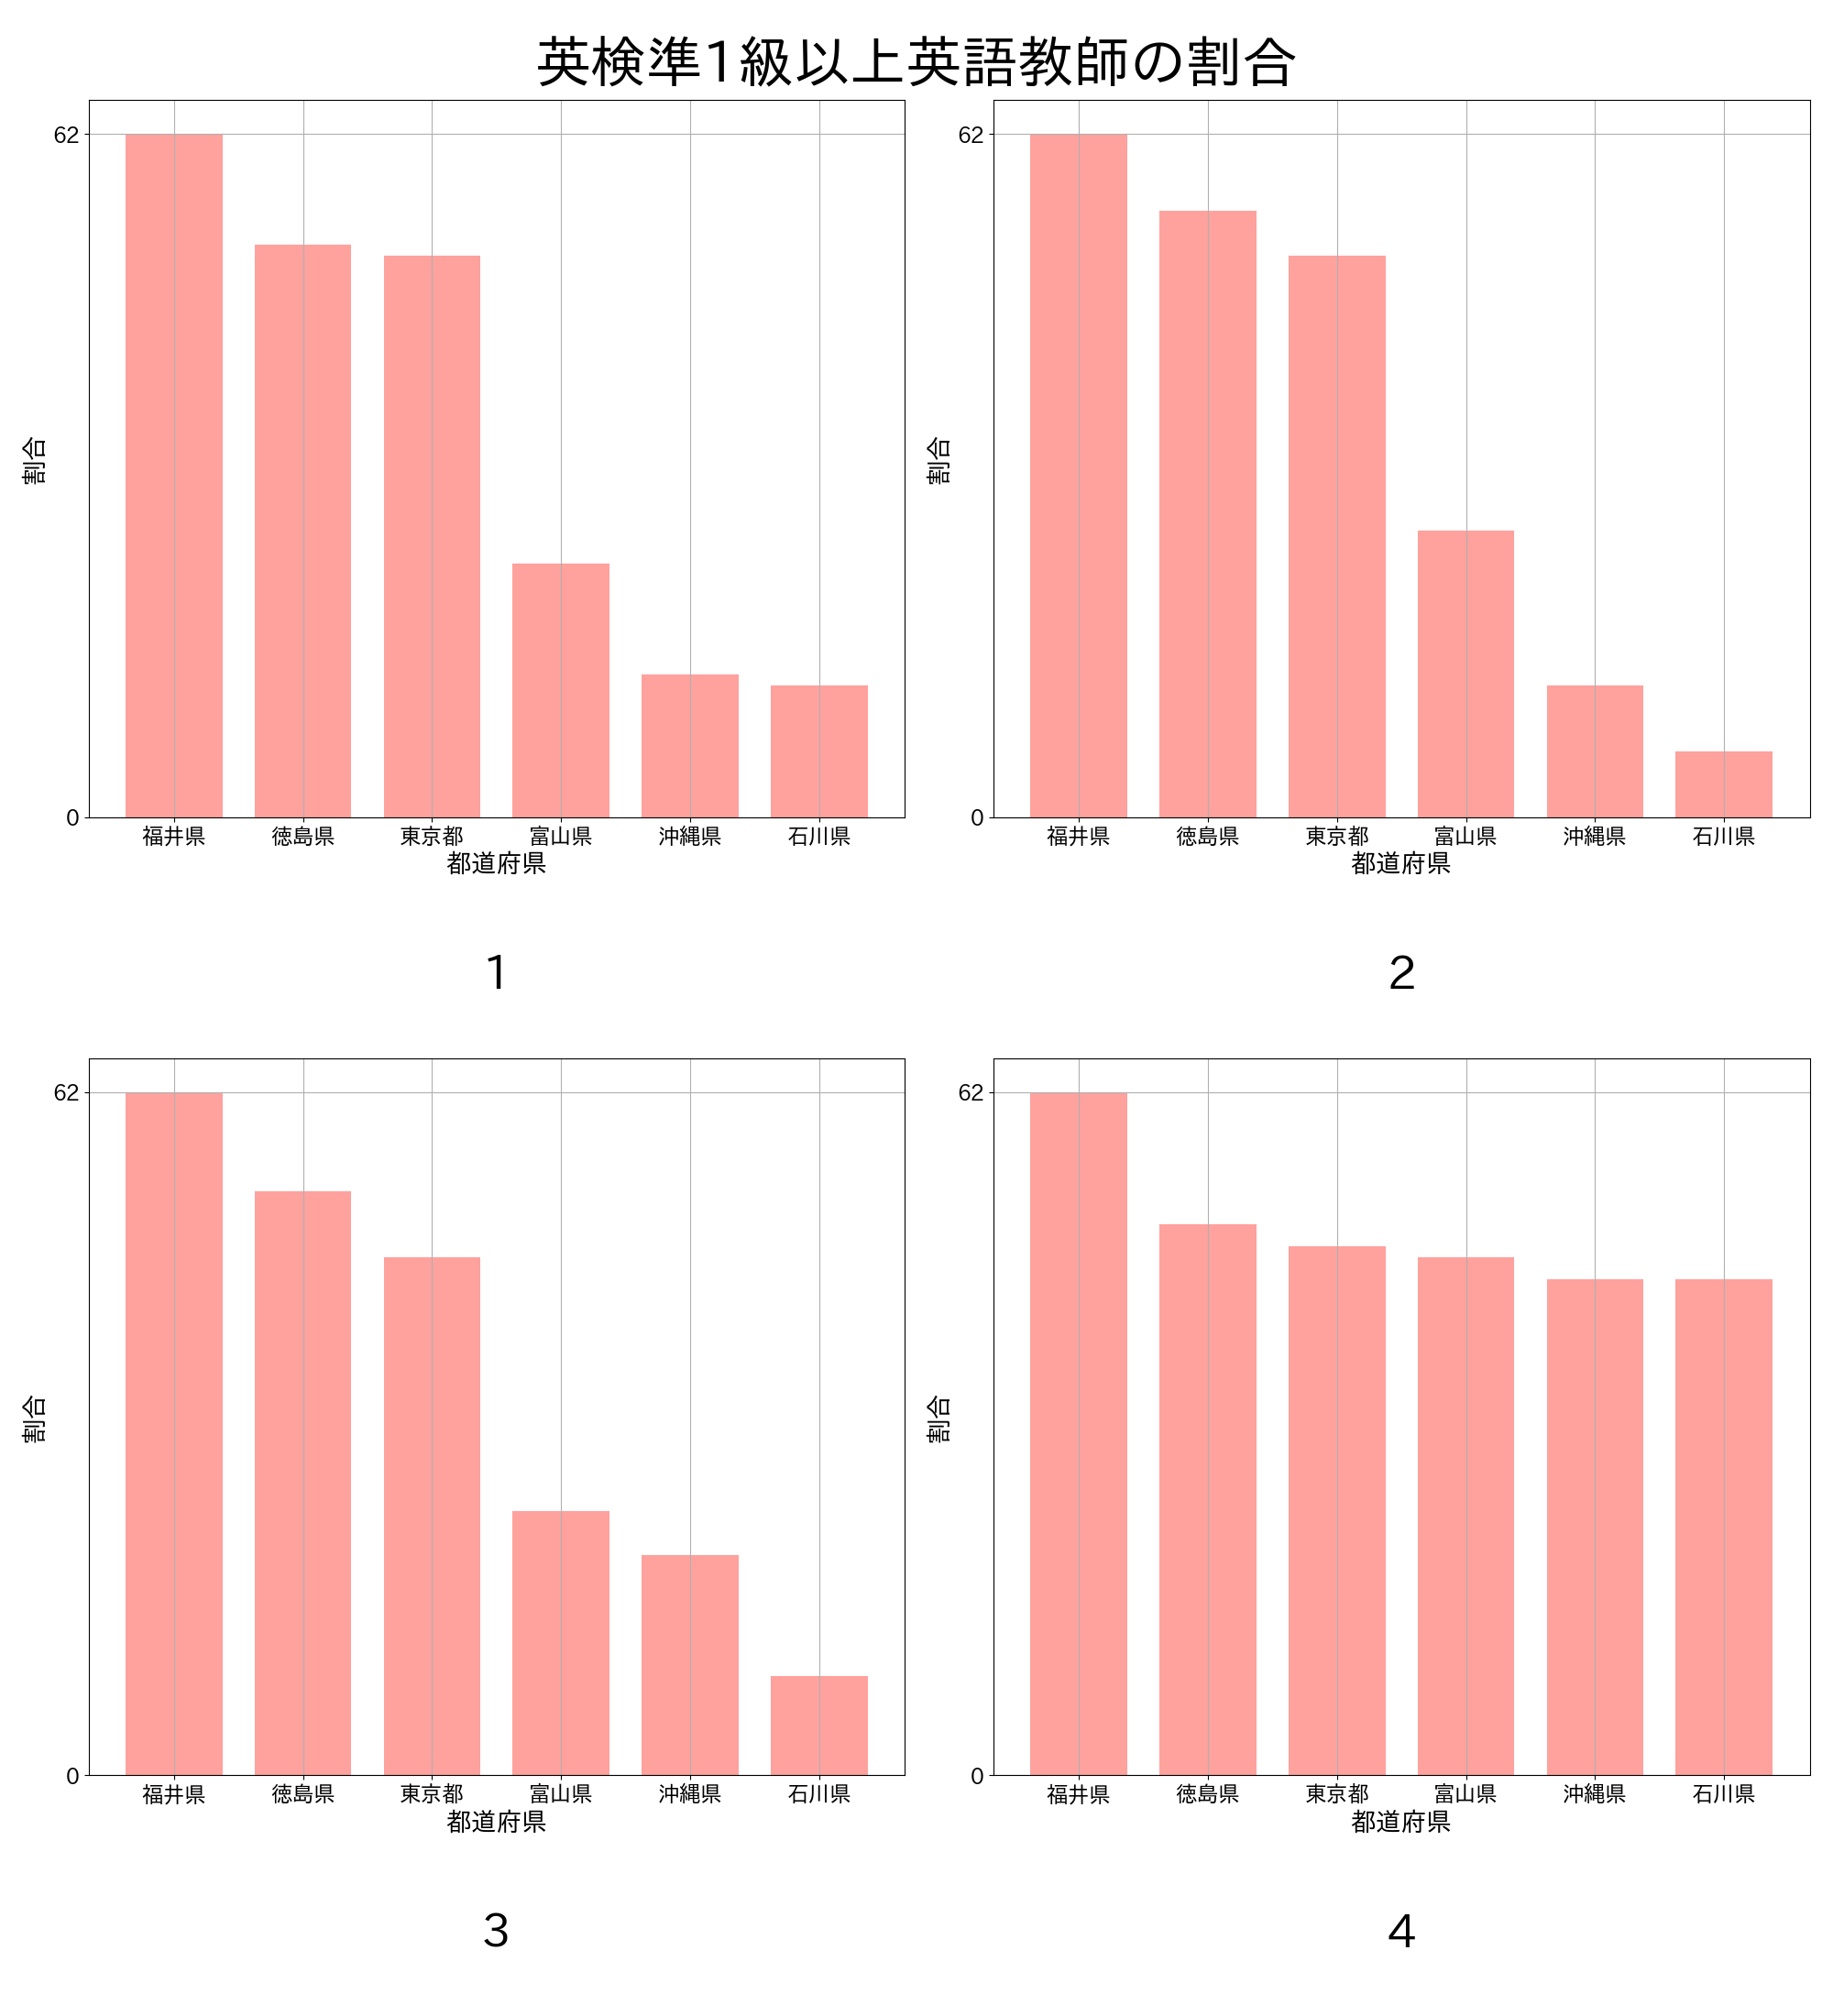 英検準1級以上英語教師の割合
62
0
割合
福井県 徳島県 東京都 富山県 沖縄県 石川県
都道府県
1
62
0
割合
福井県 徳島県 東京都 富山県 沖縄県 石川県
都道府県
2
62
0
割合
福井県 徳島県 東京都 富山県 沖縄県 石川県
都道府県
3
62
0
割合
福井県 徳島県 東京都 富山県 沖縄県 石川県
都道府県
4